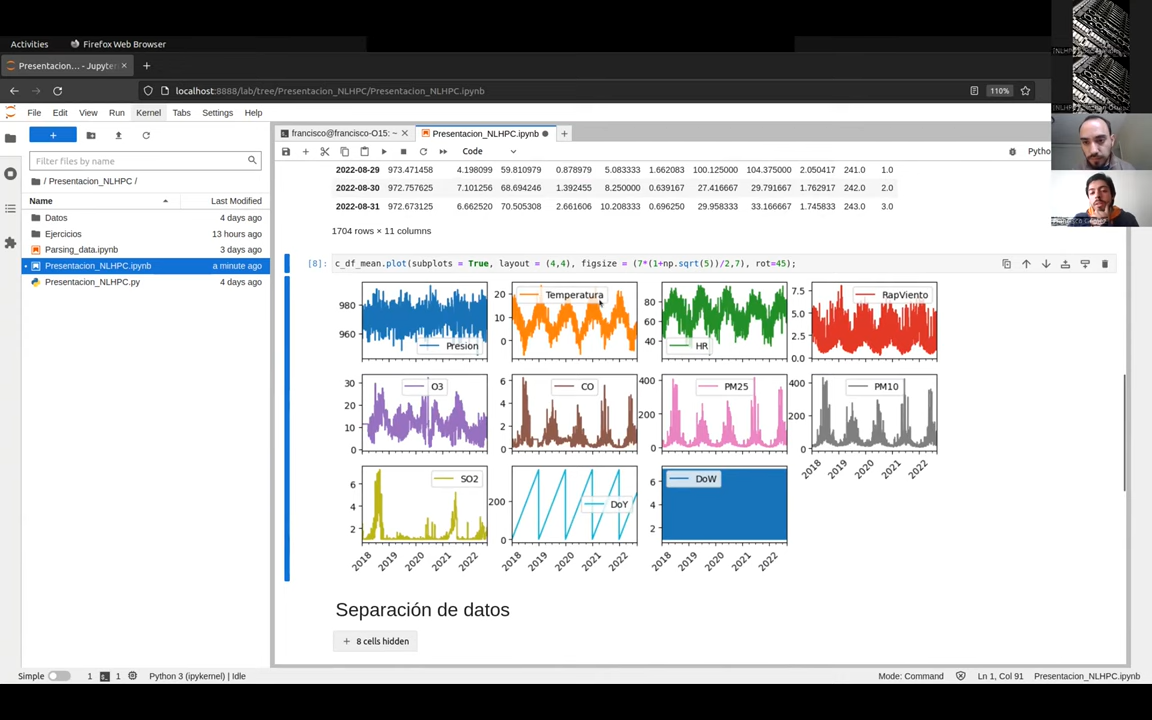 Activities Firefox Web Browser
Presentacion_... - Jupyte
localhost:8888/lab/tree/Presentacion_NLHPC/Presentacion_NLHPC.ipynb 110%
File Edit View Run Kernel Tabs Settings Help
francisco@francisco-O15: ~ Presentacion_NLHPC.ipynb
Code Python
Filter files by name
/ Presentacion_NLHPC /
Name Last Modified
Datos 4 days ago
Ejercicios 13 hours ago
Parsing_data.ipynb 3 days ago
Presentacion_NLHPC.ipynb a minute ago
Presentacion_NLHPC.py 4 days ago
2022-08-29 973.471458 4.198099 59.810979 0.878979 5.083333 1.662083 100.125000 104.375000 2.050417 241.0 1.0
2022-08-30 972.757625 7.101256 68.694246 1.392455 8.250000 0.639167 27.416667 29.791667 1.762917 242.0 2.0
2022-08-31 972.673125 6.662520 70.505308 2.661606 10.208333 0.696250 29.958333 33.166667 1.745833 243.0 3.0
1704 rows × 11 columns
[8]: c_df_mean.plot(subplots = True, layout = (4,4), figsize = (7*(1+np.sqrt(5))/2,7), rot=45);
980
960
Presion
20
10
0
Temperatura
80
60
40
HR
7.5
5.0
2.5
0.0
RapViento
30
20
10
0
O3
6
4
2
0
CO
400
200
0
PM25
400
200
0
PM10
2018 2019 2020 2021 2022
6
4
2
SO2
2018 2019 2020 2021 2022
200
0
DoY
2018 2019 2020 2021 2022
6
4
2
DoW
2018 2019 2020 2021 2022
Separación de datos
+ 8 cells hidden
Simple 1 1 Python 3 (ipykernel) | Idle Mode: Command Ln 1, Col 91 Presentacion_NLHPC.ipynb